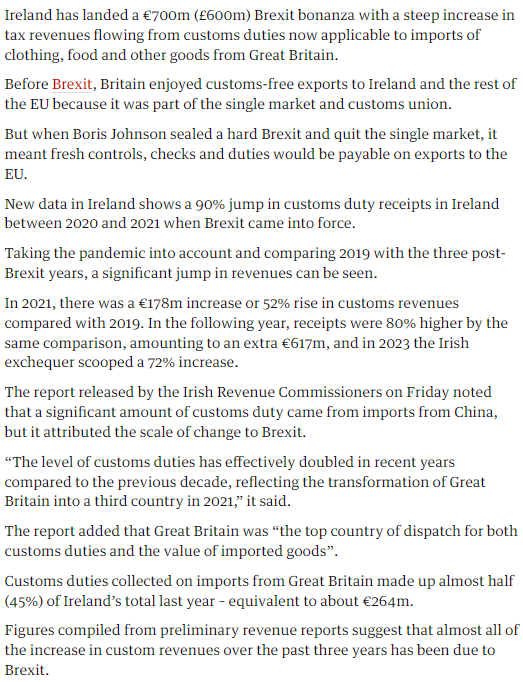 Ireland has landed a €700m (£600m) Brexit bonanza with a steep increase in
tax revenues flowing from customs duties now applicable to imports of
clothing, food and other goods from Great Britain.
Before Brexit, Britain enjoyed customs-free exports to Ireland and the rest of
the EU because it was part of the single market and customs union.
But when Boris Johnson sealed a hard Brexit and quit the single market, it
meant fresh controls, checks and duties would be payable on exports to the
EU.
New data in Ireland shows a 90% jump in customs duty receipts in Ireland
between 2020 and 2021 when Brexit came into force.
Taking the pandemic into account and comparing 2019 with the three post-
Brexit years, a significant jump in revenues can be seen.
In 2021, there was a €178m increase or 52% rise in customs revenues
compared with 2019. In the following year, receipts were 80% higher by the
same comparison, amounting to an extra €617m, and in 2023 the Irish
exchequer scooped a 72% increase.
The report released by the Irish Revenue Commissioners on Friday noted
that a significant amount of customs duty came from imports from China,
but it attributed the scale of change to Brexit.
“The level of customs duties has effectively doubled in recent years
compared to the previous decade, reflecting the transformation of Great
Britain into a third country in 2021,” it said.
The report added that Great Britain was “the top country of dispatch for both
customs duties and the value of imported goods”.
Customs duties collected on imports from Great Britain made up almost half
(45%) of Ireland’s total last year – equivalent to about €264m.
Figures compiled from preliminary revenue reports suggest that almost all of
the increase in custom revenues over the past three years has been due to
Brexit.